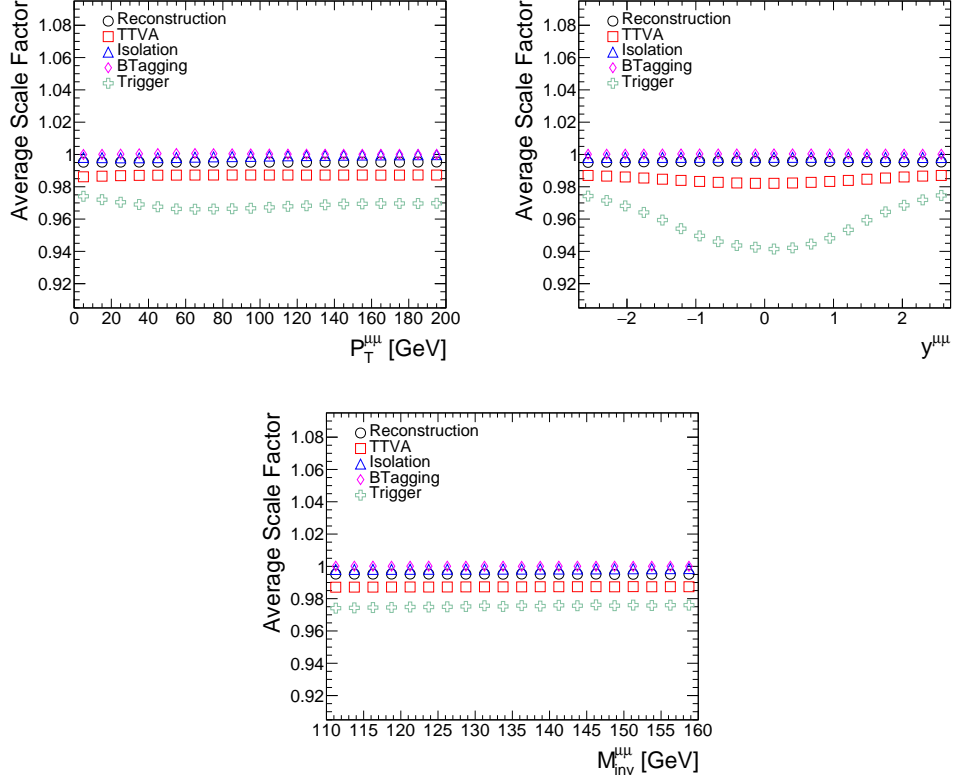 Average Scale Factor
1.08
1.06
1.04
1.02
1
0.98
0.96
0.94
0.92
Reconstruction
TTVA
Isolation
BTagging
Trigger
0 20 40 60 80 100 120 140 160 180 200
P_T^μμ [GeV]
Average Scale Factor
1.08
1.06
1.04
1.02
1
0.98
0.96
0.94
0.92
Reconstruction
TTVA
Isolation
BTagging
Trigger
−2 −1 0 1 2
y^μμ
Average Scale Factor
1.08
1.06
1.04
1.02
1
0.98
0.96
0.94
0.92
Reconstruction
TTVA
Isolation
BTagging
Trigger
110 115 120 125 130 135 140 145 150 155 160
M_inv^μμ [GeV]